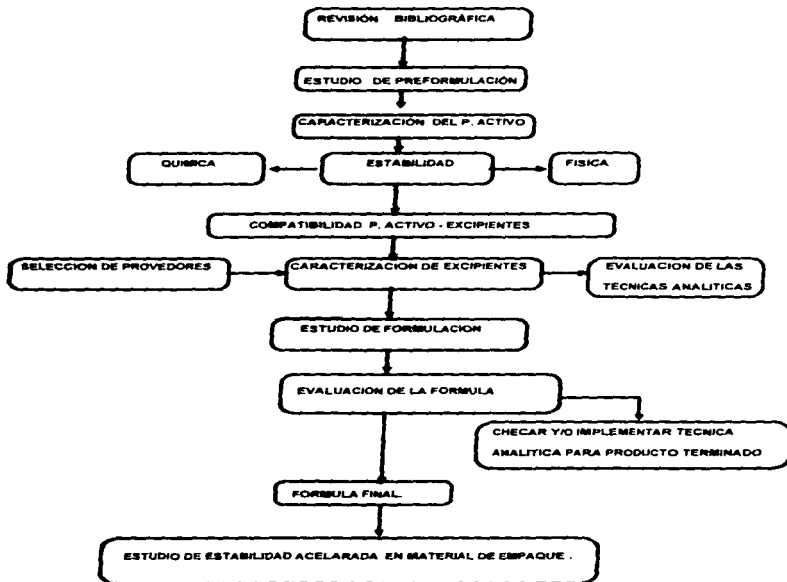 REVISIÓN BIBLIOGRÁFICA
ESTUDIO DE PREFORMULACIÓN
CARACTERIZACIÓN DEL P. ACTIVO
QUIMICA
ESTABILIDAD
FISICA
COMPATIBILIDAD P. ACTIVO - EXCIPIENTES
SELECCION DE PROVEDORES
CARACTERIZACION DE EXCIPIENTES
EVALUACION DE LAS
TECNICAS ANALITICAS
ESTUDIO DE FORMULACION
EVALUACION DE LA FORMULA
CHECAR Y/O IMPLEMENTAR TECNICA
ANALITICA PARA PRODUCTO TERMINADO
FORMULA FINAL.
ESTUDIO DE ESTABILIDAD ACELARADA EN MATERIAL DE EMPAQUE .